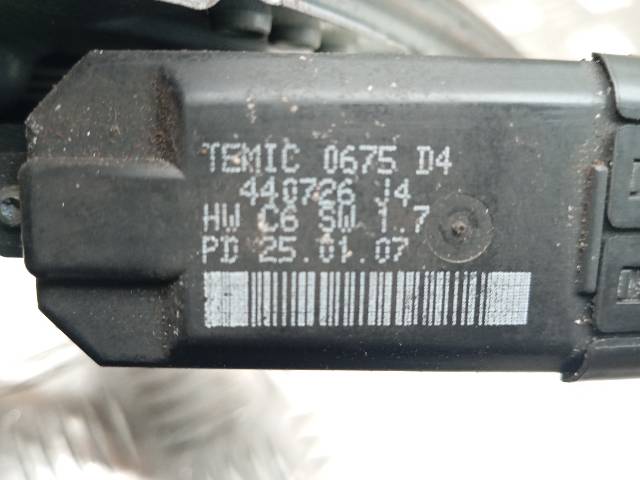 TEMIC 0675 D4
440726 J4
HW C6 SW 1.7
PD 25.01.07